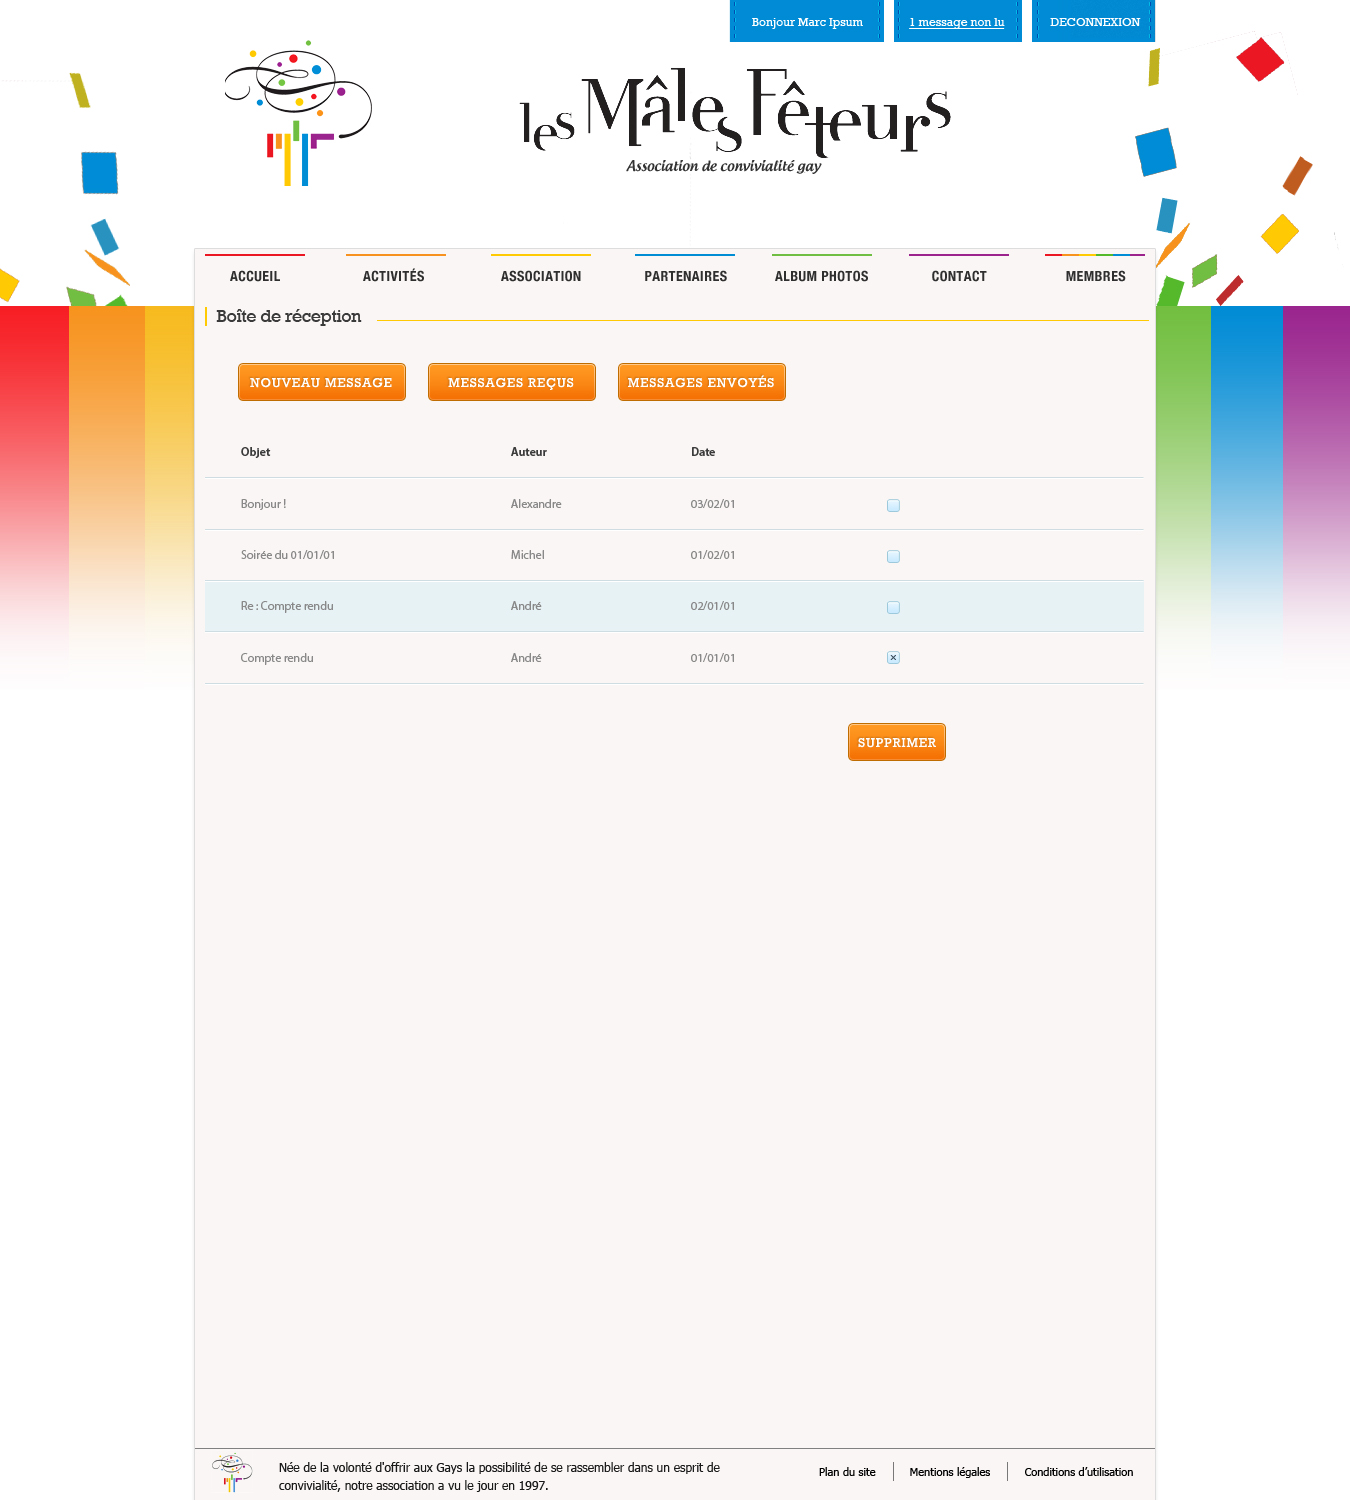 Bonjour Marc Ipsum
1 message non lu
DECONNEXION
les Mâles Fêteurs
Association de convivialité gay
ACCUEIL ACTIVITÉS ASSOCIATION PARTENAIRES ALBUM PHOTOS CONTACT MEMBRES
Boîte de réception
NOUVEAU MESSAGE MESSAGES REÇUS MESSAGES ENVOYÉS
Objet Auteur Date
Bonjour ! Alexandre 03/02/01
Soirée du 01/01/01 Michel 01/02/01
Re : Compte rendu André 02/01/01
Compte rendu André 01/01/01
SUPPRIMER
Née de la volonté d'offrir aux Gays la possibilité de se rassembler dans un esprit de
convivialité, notre association a vu le jour en 1997.
Plan du site Mentions légales Conditions d'utilisation